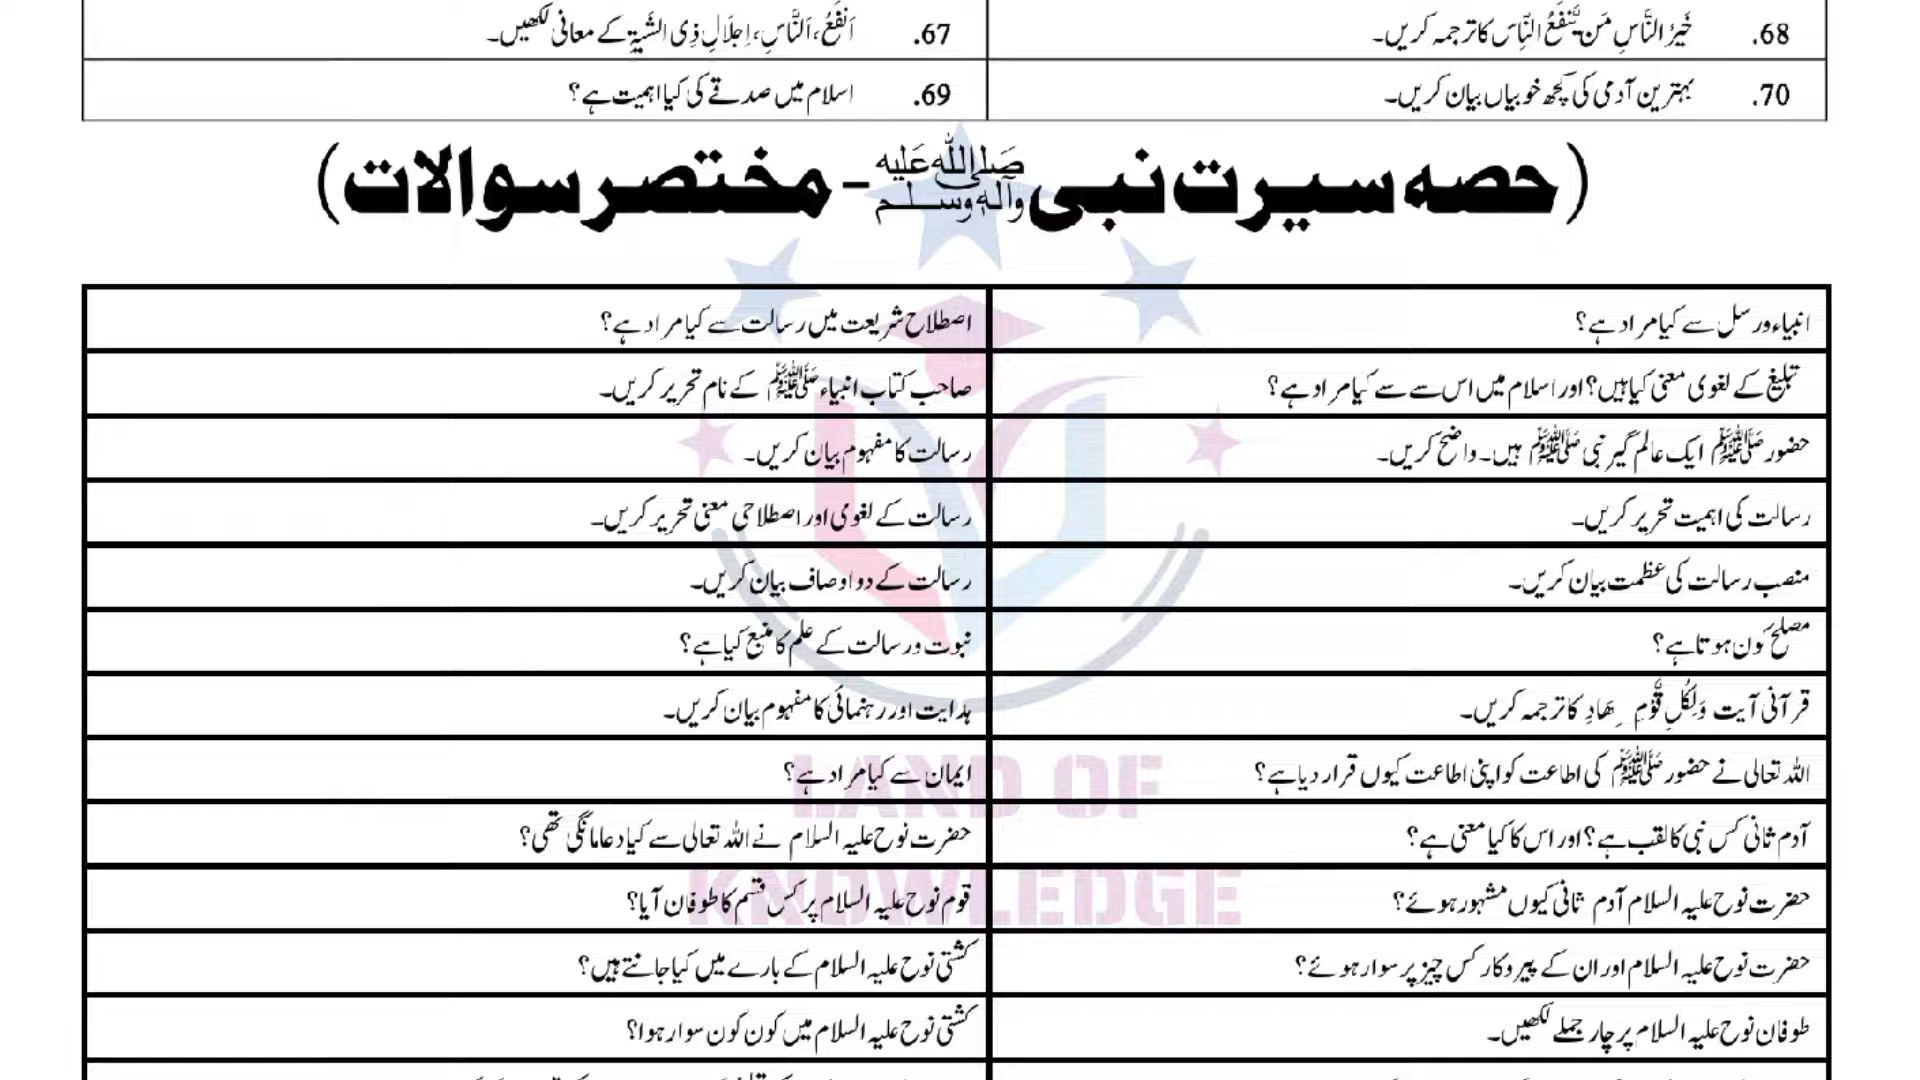 68. خَيرُ النَّاسِ مَن يَّنفَعُ النَّاس کا ترجمہ کریں۔
67. اَنفَعُ، اَلنَّاسِ، اِجلَالِ ذِی الشَّیبَۃِ کے معانی لکھیں۔
70. بہترین آدمی کی کچھ خوبیاں بیان کریں۔
69. اسلام میں صدقے کی کیا اہمیت ہے؟
(حصہ سیرت نبی صلی اللہ علیہ وآلہ وسلم - مختصر سوالات)
انبیاء ورسل سے کیا مراد ہے؟
اصطلاح شریعت میں رسالت سے کیا مراد ہے؟
تبلیغ کے لغوی معنی کیا ہیں؟ اور اسلام میں اس سے سے کیا مراد ہے؟
صاحب کتاب انبیاء ﷺ کے نام تحریر کریں۔
حضور ﷺ ایک عالم گیر نبی ﷺ ہیں۔ واضح کریں۔
رسالت کا مفہوم بیان کریں۔
رسالت کی اہمیت تحریر کریں۔
رسالت کے لغوی اور اصطلاحی معنی تحریر کریں۔
منصب رسالت کی عظمت بیان کریں۔
رسالت کے دو اوصاف بیان کریں۔
مصلح کون ہوتا ہے؟
نبوت ورسالت کے علم کا منبع کیا ہے؟
قرآنی آیت وَلِکُلِّ قَومٍ ہَادٍ کا ترجمہ کریں۔
ہدایت اور رہنمائی کا مفہوم بیان کریں۔
اللہ تعالی نے حضور ﷺ کی اطاعت کو اپنی اطاعت کیوں قرار دیا ہے؟
ایمان سے کیا مراد ہے؟
آدم ثانی کس نبی کا لقب ہے؟ اور اس کا کیا معنی ہے؟
حضرت نوح علیہ السلام نے اللہ تعالی سے کیا دعا مانگی تھی؟
حضرت نوح علیہ السلام آدم ثانی کیوں مشہور ہوئے؟
قوم نوح علیہ السلام پر کس قسم کا طوفان آیا؟
حضرت نوح علیہ السلام اور ان کے پیروکار کس چیز پر سوار ہوئے؟
کشتی نوح علیہ السلام کے بارے میں کیا جانتے ہیں؟
طوفان نوح علیہ السلام پر چار جملے لکھیں۔
کشتی نوح علیہ السلام میں کون کون سوار ہوا؟
LAND OF
KNOWLEDGE